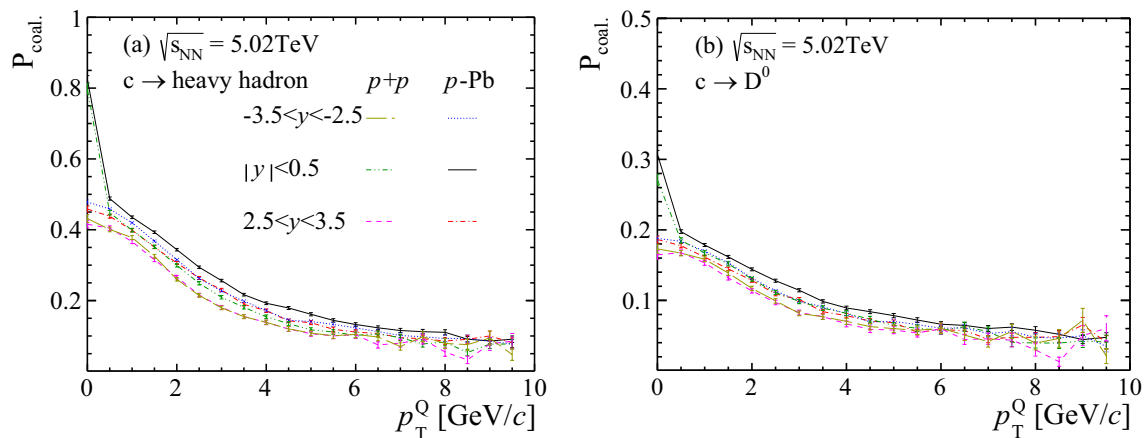 P_coal.
1
0.8
0.6
0.4
0.2
(a) √s_NN = 5.02TeV
c → heavy hadron p+p p-Pb
-3.5<y<-2.5
|y|<0.5
2.5<y<3.5
0 2 4 6 8 10
p_T^Q [GeV/c]
P_coal.
0.5
0.4
0.3
0.2
0.1
(b) √s_NN = 5.02TeV
c → D^0
0 2 4 6 8 10
p_T^Q [GeV/c]